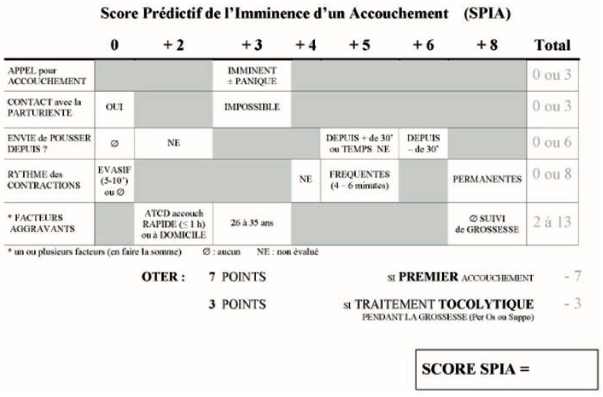 Score Prédictif de l'Imminence d'un Accouchement (SPIA)
0 + 2 + 3 + 4 + 5 + 6 + 8 Total
APPEL pour
ACCOUCHEMENT
IMMINENT
± PANIQUE
0 ou 3
CONTACT avec la
PARTURIENTE
OUI
IMPOSSIBLE
0 ou 3
ENVIE de POUSSER
DEPUIS ?
Ø
NE
DEPUIS + de 30'
ou TEMPS NE
DEPUIS
– de 30'
0 ou 6
RYTHME des
CONTRACTIONS
EVASIF
(5-10')
ou Ø
NE
FREQUENTES
(4 – 6 minutes)
PERMANENTES
0 ou 8
* FACTEURS
AGGRAVANTS
ATCD accouch
RAPIDE (≤ 1 h)
ou à DOMICILE
26 à 35 ans
Ø SUIVI
de GROSSESSE
2 à 13
* un ou plusieurs facteurs (en faire la somme) Ø : aucun NE : non évalué
OTER : 7 POINTS SI PREMIER ACCOUCHEMENT - 7
3 POINTS SI TRAITEMENT TOCOLYTIQUE - 3
PENDANT LA GROSSESSE (Per Os ou Suppo)
SCORE SPIA =